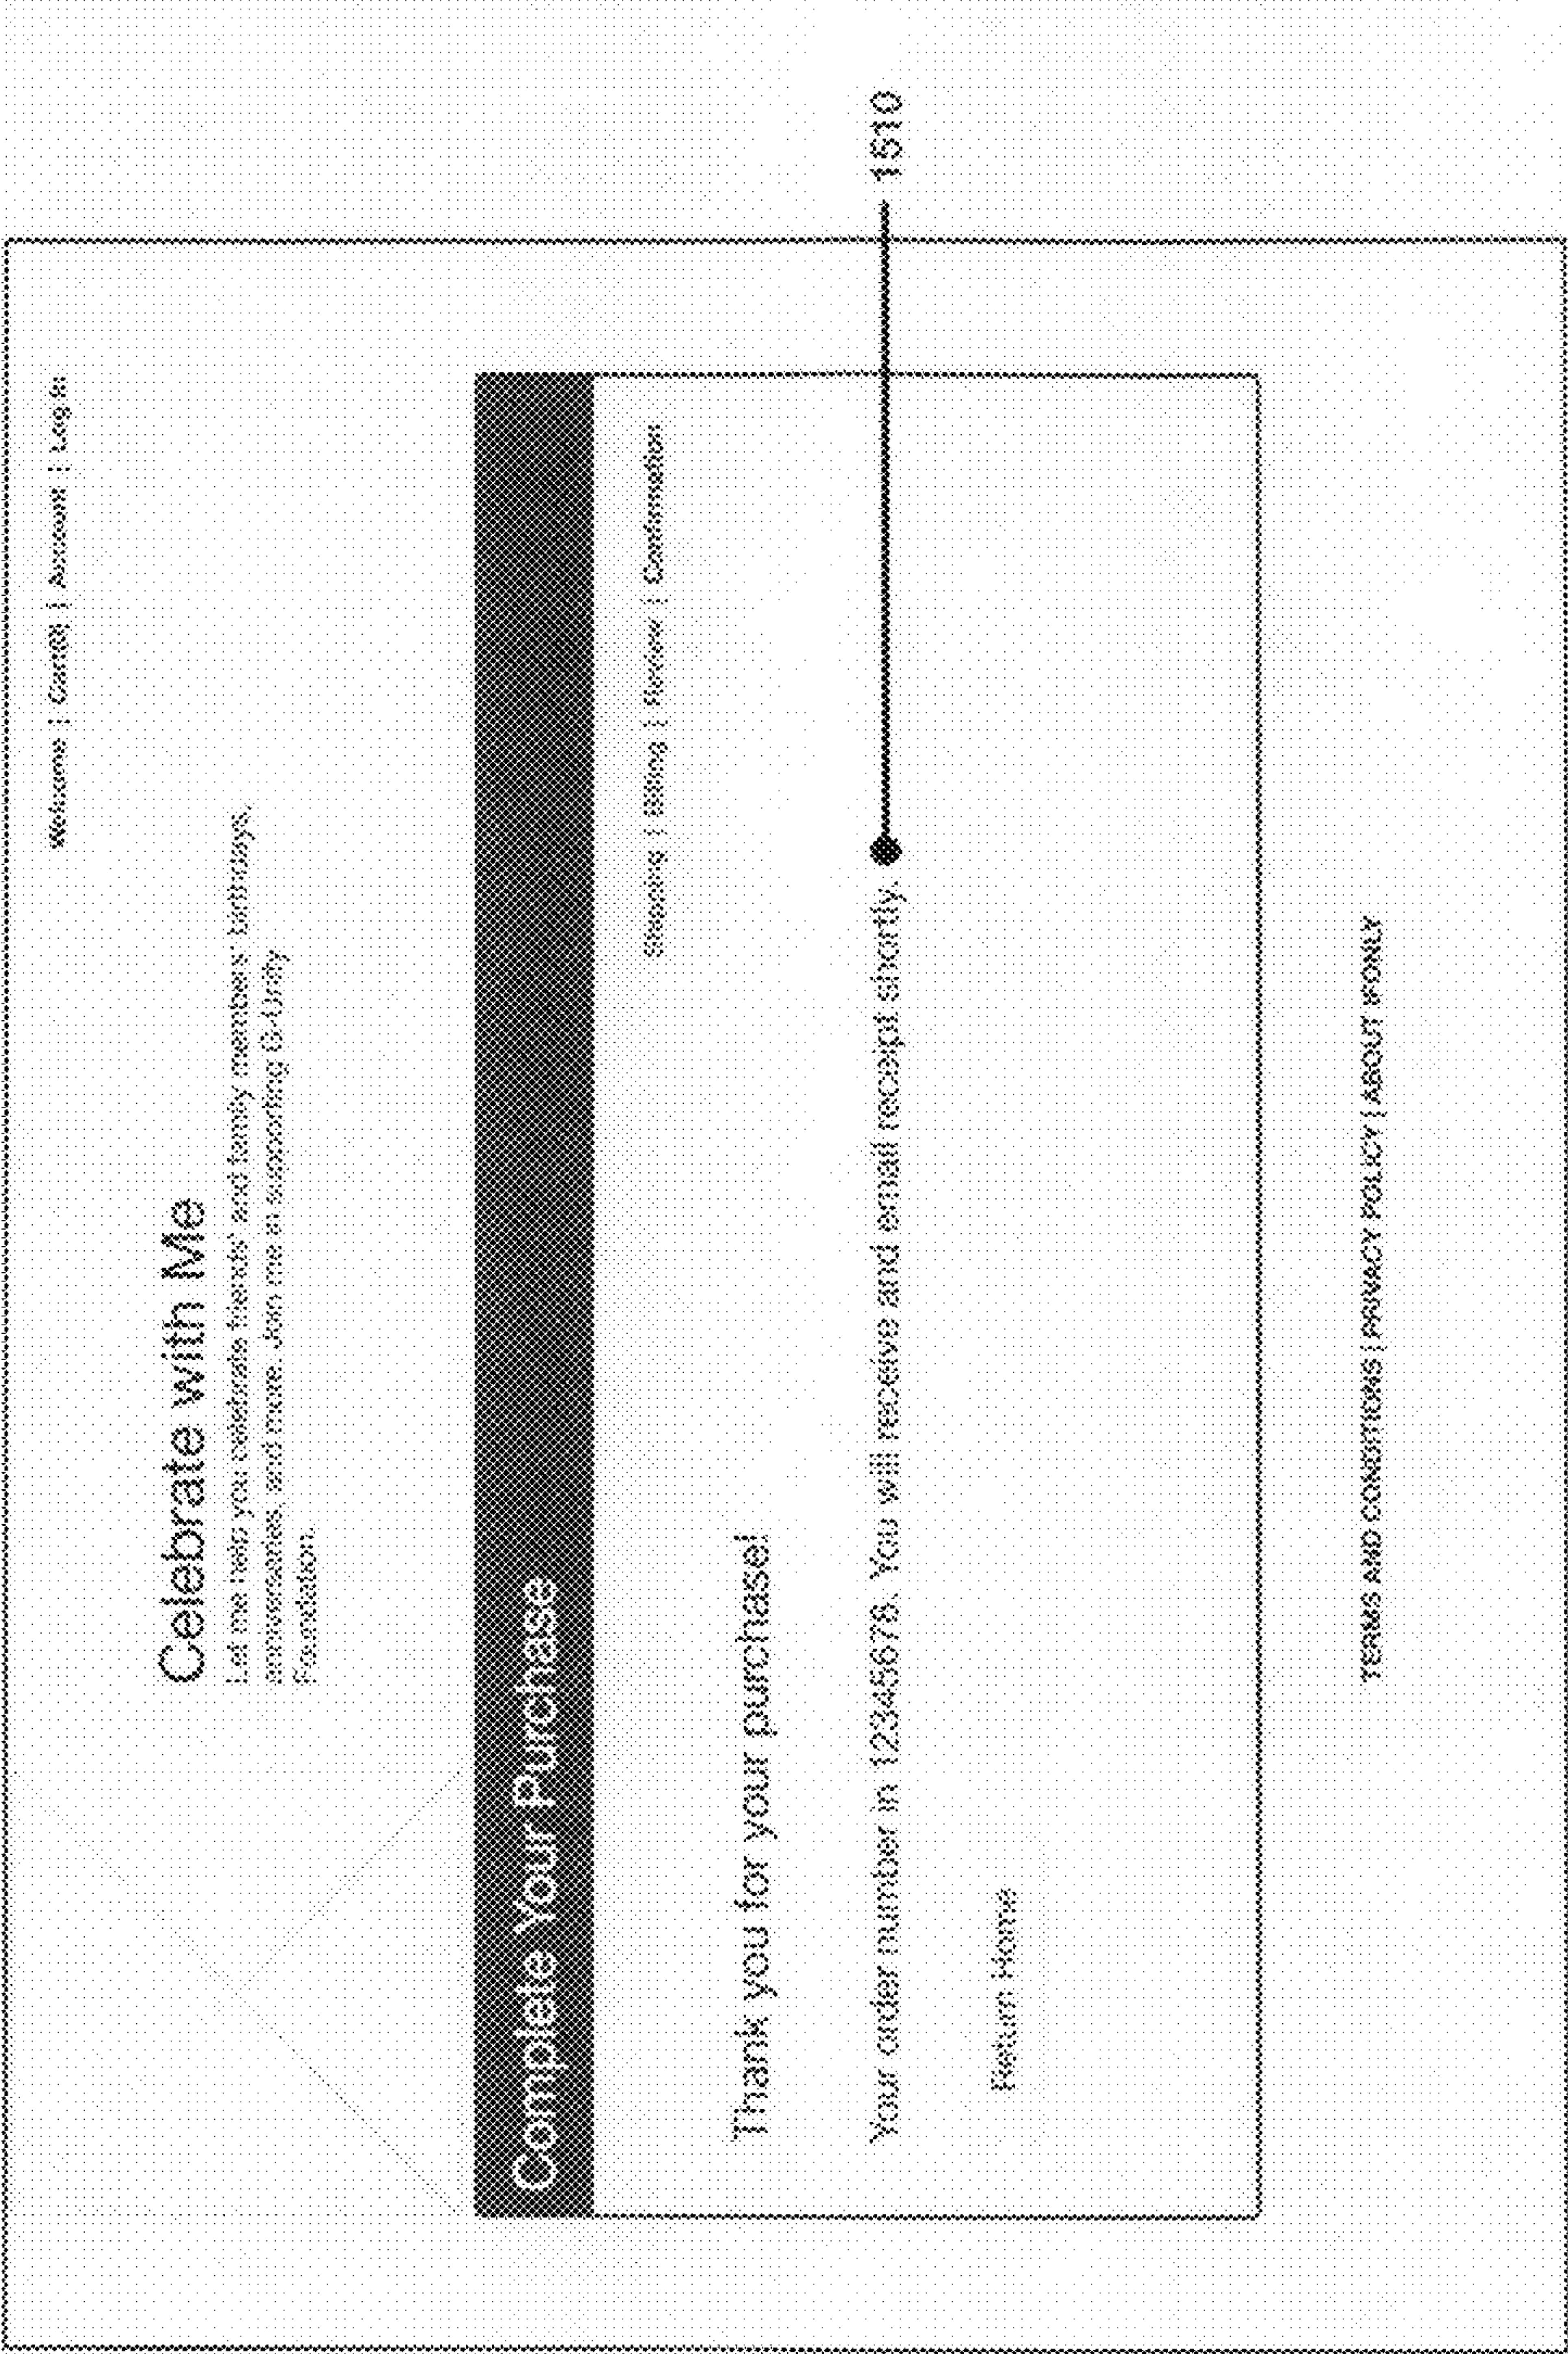 Welcome | Cart(0) | Account | Log In
Celebrate with Me
Let me help you celebrate friends' and family members' birthdays,
anniversaries, and more. Join me in supporting G-Unity
Foundation.
Complete Your Purchase
Shipping | Billing | Review | Confirmation
Thank you for your purchase!
Your order number in 12345678. You will receive and email receipt shortly.
1510
Return Home
TERMS AND CONDITIONS | PRIVACY POLICY | ABOUT IFONLY